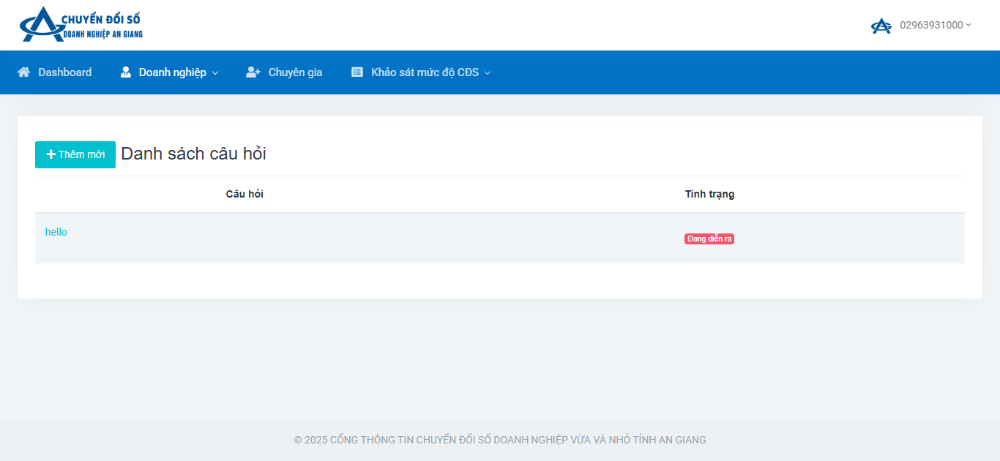 CHUYỂN ĐỔI SỐ
DOANH NGHIỆP AN GIANG
02963931000
Dashboard
Doanh nghiệp
Chuyên gia
Khảo sát mức độ CĐS
Thêm mới
Danh sách câu hỏi
Câu hỏi
Tình trạng
hello
Đang diễn ra
© 2025 CỔNG THÔNG TIN CHUYỂN ĐỔI SỐ DOANH NGHIỆP VỪA VÀ NHỎ TỈNH AN GIANG